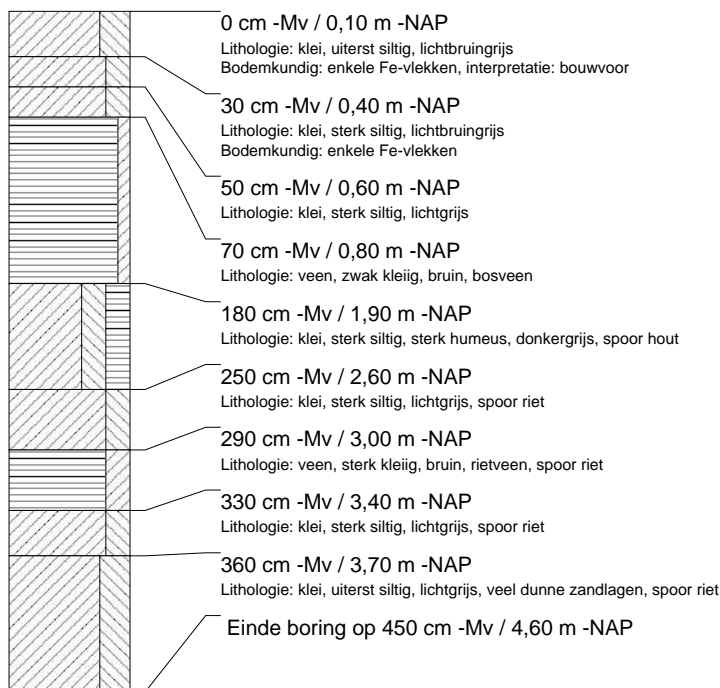 0 cm -Mv / 0,10 m -NAP
Lithologie: klei, uiterst siltig, lichtbruingrijs
Bodemkundig: enkele Fe-vlekken, interpretatie: bouwvoor
30 cm -Mv / 0,40 m -NAP
Lithologie: klei, sterk siltig, lichtbruingrijs
Bodemkundig: enkele Fe-vlekken
50 cm -Mv / 0,60 m -NAP
Lithologie: klei, sterk siltig, lichtgrijs
70 cm -Mv / 0,80 m -NAP
Lithologie: veen, zwak kleiig, bruin, bosveen
180 cm -Mv / 1,90 m -NAP
Lithologie: klei, sterk siltig, sterk humeus, donkergrijs, spoor hout
250 cm -Mv / 2,60 m -NAP
Lithologie: klei, sterk siltig, lichtgrijs, spoor riet
290 cm -Mv / 3,00 m -NAP
Lithologie: veen, sterk kleiig, bruin, rietveen, spoor riet
330 cm -Mv / 3,40 m -NAP
Lithologie: klei, sterk siltig, lichtgrijs, spoor riet
360 cm -Mv / 3,70 m -NAP
Lithologie: klei, uiterst siltig, lichtgrijs, veel dunne zandlagen, spoor riet
Einde boring op 450 cm -Mv / 4,60 m -NAP